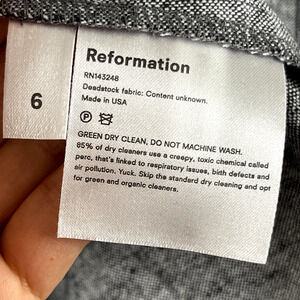 Reformation
RN143248
Deadstock fabric: Content unknown.
Made in USA
6
GREEN DRY CLEAN, DO NOT MACHINE WASH.
85% of dry cleaners use a creepy, toxic chemical called
perc, that's linked to respiratory issues, birth defects and
air pollution. Yuck. Skip the standard dry cleaning and opt
for green and organic cleaners.